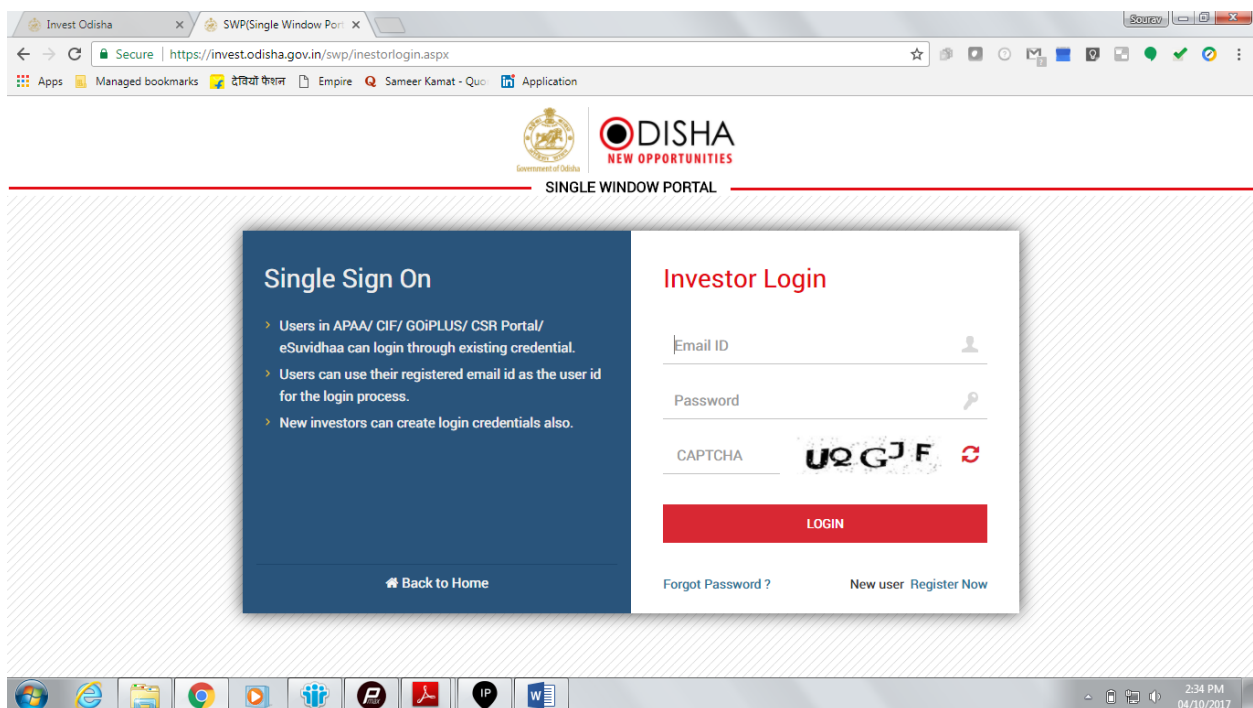 Invest Odisha
SWP(Single Window Por
Sourav
Secure | https://invest.odisha.gov.in/swp/inestorlogin.aspx
Apps Managed bookmarks देवियों फैशन Empire Sameer Kamat - Quo Application
Government of Odisha
ODISHA
NEW OPPORTUNITIES
SINGLE WINDOW PORTAL
Single Sign On
Users in APAA/ CIF/ GOiPLUS/ CSR Portal/
eSuvidhaa can login through existing credential.
Users can use their registered email id as the user id
for the login process.
New investors can create login credentials also.
Back to Home
Investor Login
Email ID
Password
CAPTCHA
LOGIN
Forgot Password ? New user Register Now
IP
2:34 PM
04/10/2017